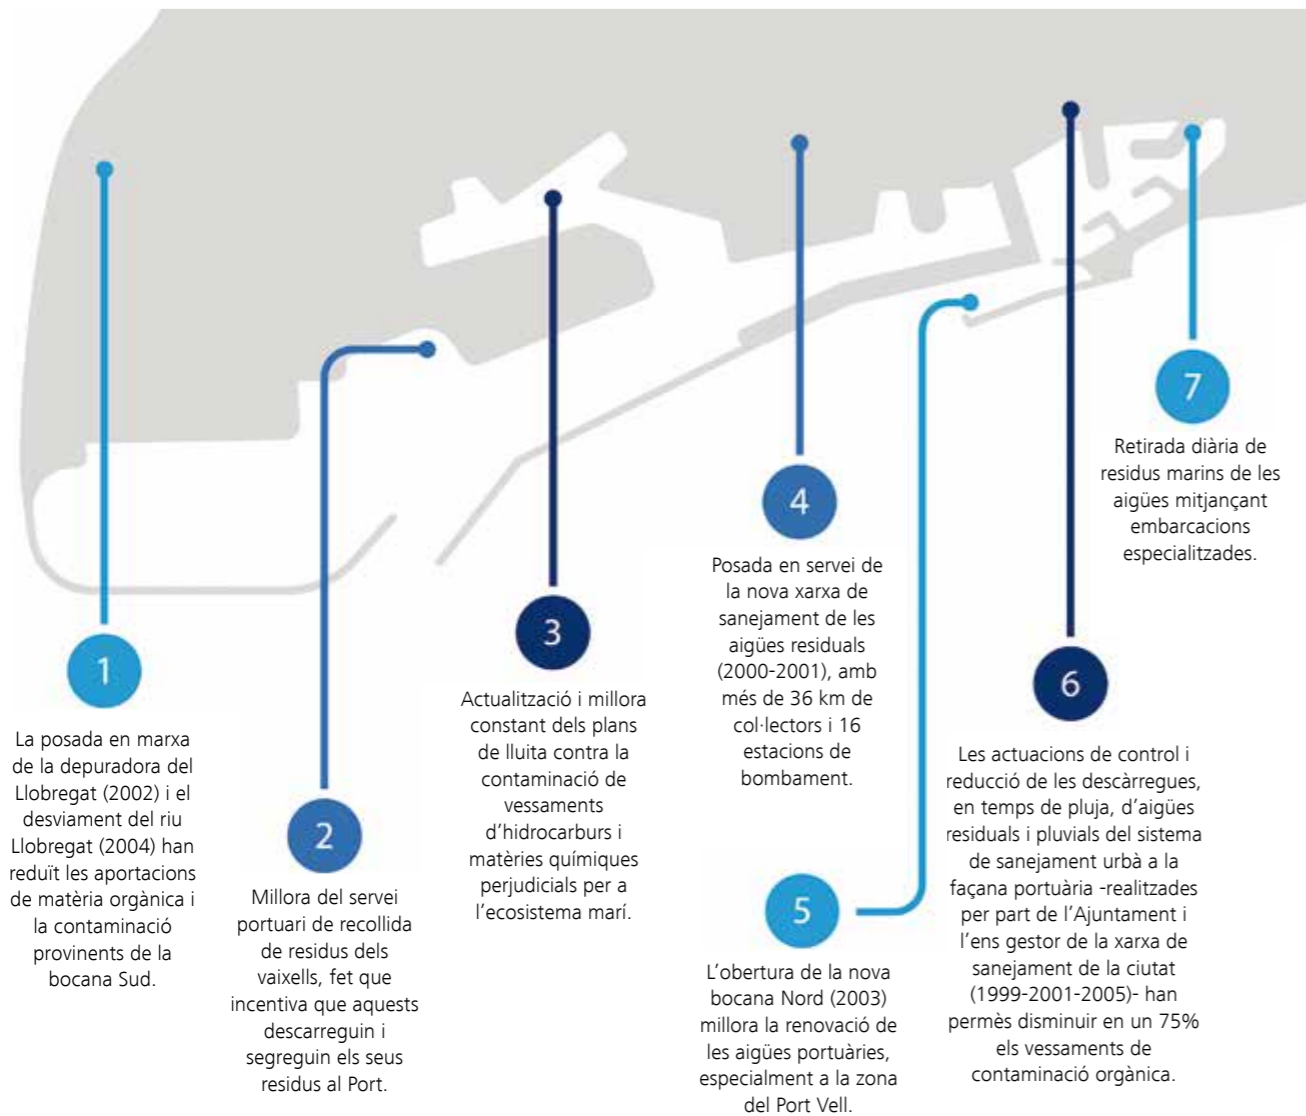 1
La posada en marxa
de la depuradora del
Llobregat (2002) i el
desviament del riu
Llobregat (2004) han
reduït les aportacions
de matèria orgànica i
la contaminació
provinents de la
bocana Sud.
2
Millora del servei
portuari de recollida
de residus dels
vaixells, fet que
incentiva que aquests
descarreguin i
segreguin els seus
residus al Port.
3
Actualització i millora
constant dels plans
de lluita contra la
contaminació de
vessaments
d’hidrocarburs i
matèries químiques
perjudicials per a
l’ecosistema marí.
4
Posada en servei de
la nova xarxa de
sanejament de les
aigües residuals
(2000-2001), amb
més de 36 km de
col·lectors i 16
estacions de
bombament.
5
L’obertura de la nova
bocana Nord (2003)
millora la renovació de
les aigües portuàries,
especialment a la zona
del Port Vell.
6
Les actuacions de control i
reducció de les descàrregues,
en temps de pluja, d’aigües
residuals i pluvials del sistema
de sanejament urbà a la
façana portuària -realitzades
per part de l’Ajuntament i
l’ens gestor de la xarxa de
sanejament de la ciutat
(1999-2001-2005)- han
permès disminuir en un 75%
els vessaments de
contaminació orgànica.
7
Retirada diària de
residus marins de les
aigües mitjançant
embarcacions
especialitzades.